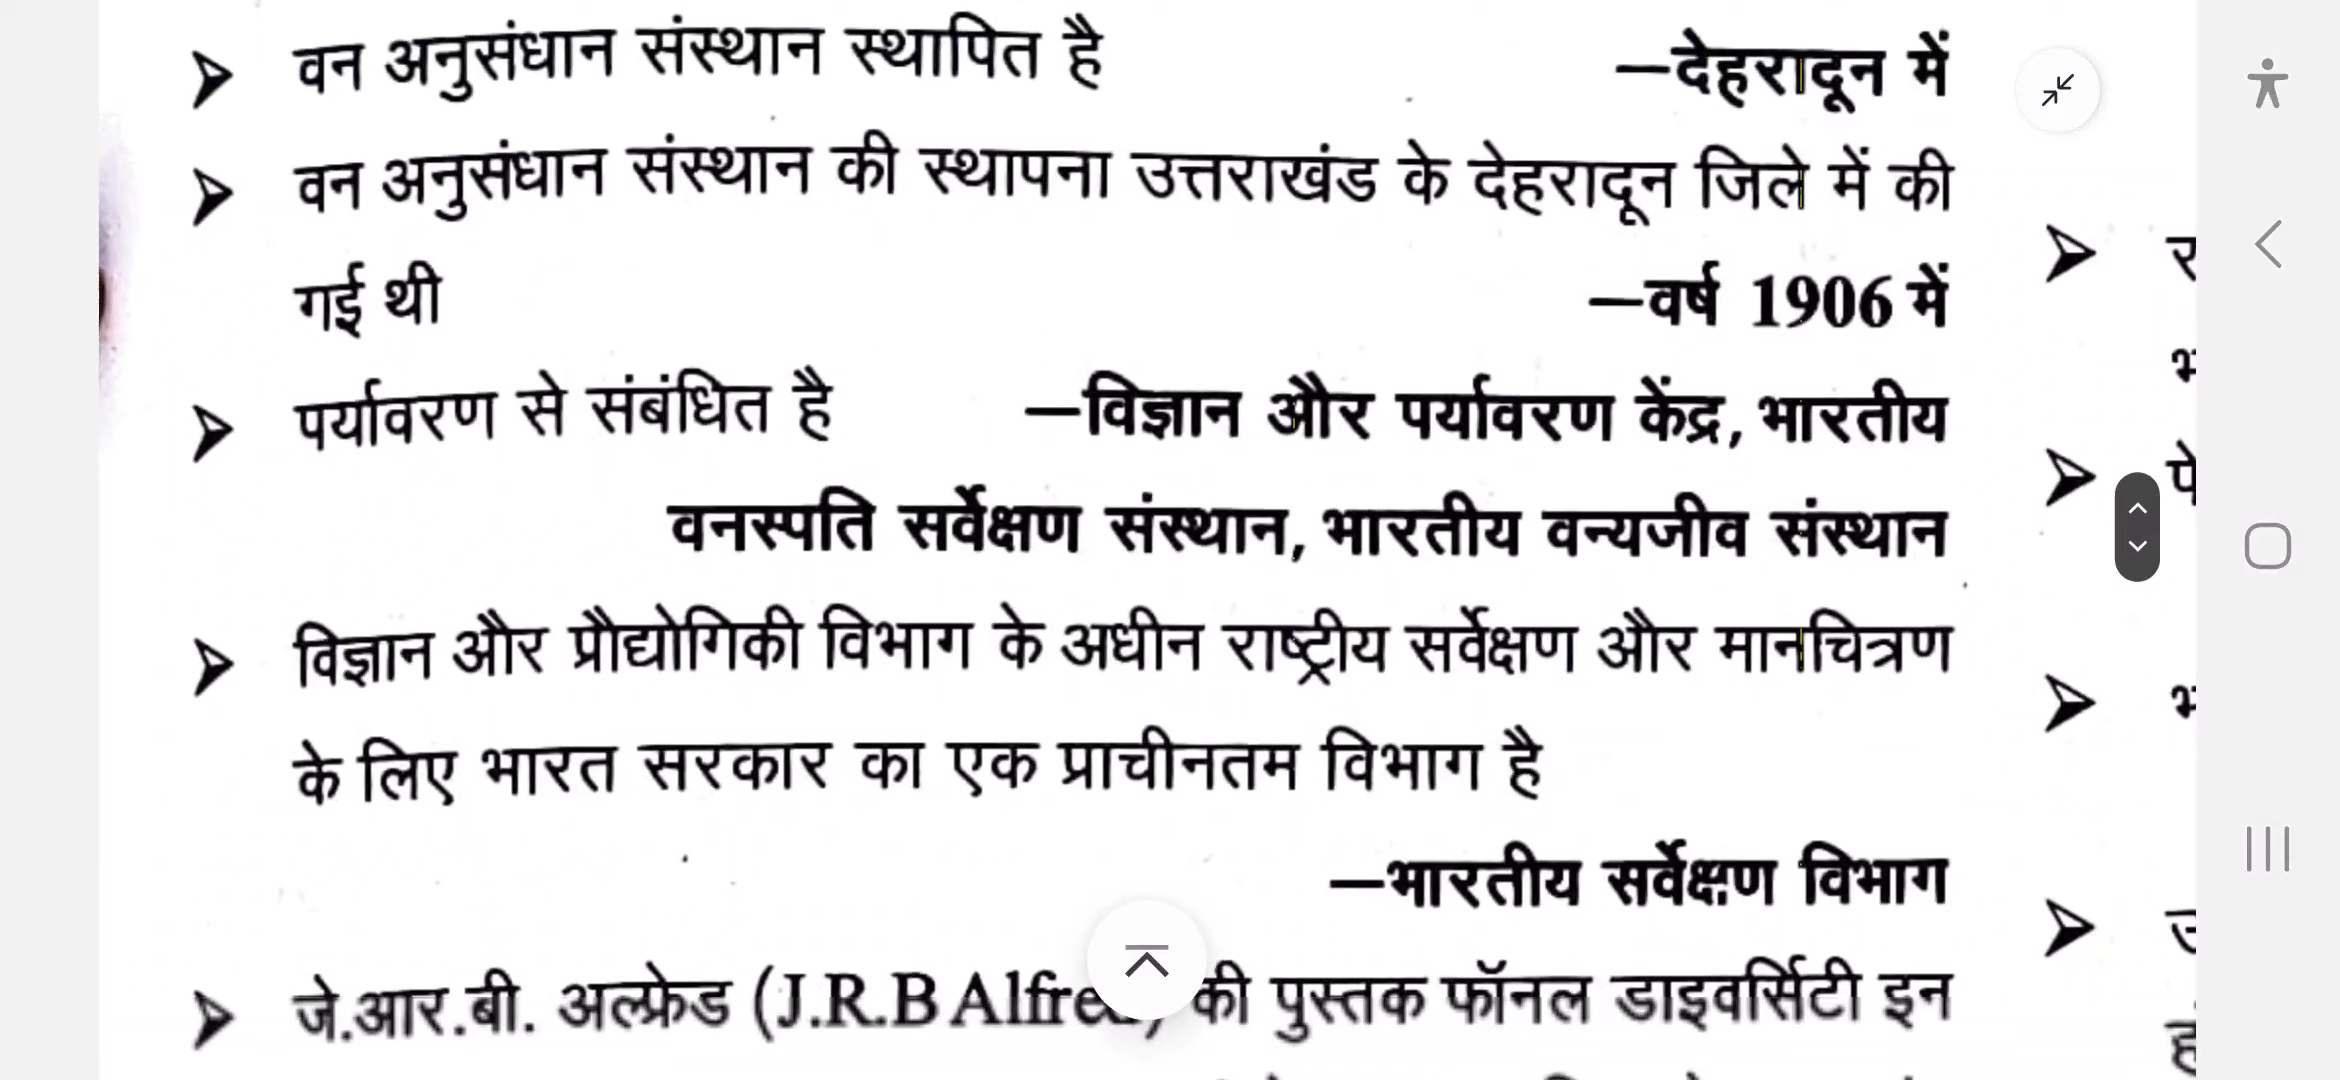 ➤ वन अनुसंधान संस्थान स्थापित है —देहरादून में
➤ वन अनुसंधान संस्थान की स्थापना उत्तराखंड के देहरादून जिले में की
गई थी —वर्ष 1906 में
➤ पर्यावरण से संबंधित है —विज्ञान और पर्यावरण केंद्र, भारतीय
वनस्पति सर्वेक्षण संस्थान, भारतीय वन्यजीव संस्थान
➤ विज्ञान और प्रौद्योगिकी विभाग के अधीन राष्ट्रीय सर्वेक्षण और मानचित्रण
के लिए भारत सरकार का एक प्राचीनतम विभाग है
—भारतीय सर्वेक्षण विभाग
➤ जे.आर.बी. अल्फ्रेड (J.R.B की पुस्तक फॉनल डाइवर्सिटी इन